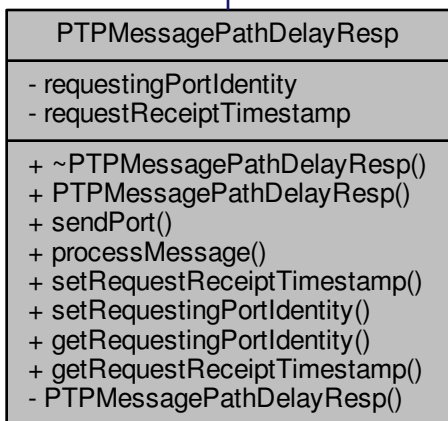 PTPMessagePathDelayResp
- requestingPortIdentity
- requestReceiptTimestamp
+ ~PTPMessagePathDelayResp()
+ PTPMessagePathDelayResp()
+ sendPort()
+ processMessage()
+ setRequestReceiptTimestamp()
+ setRequestingPortIdentity()
+ getRequestingPortIdentity()
+ getRequestReceiptTimestamp()
- PTPMessagePathDelayResp()